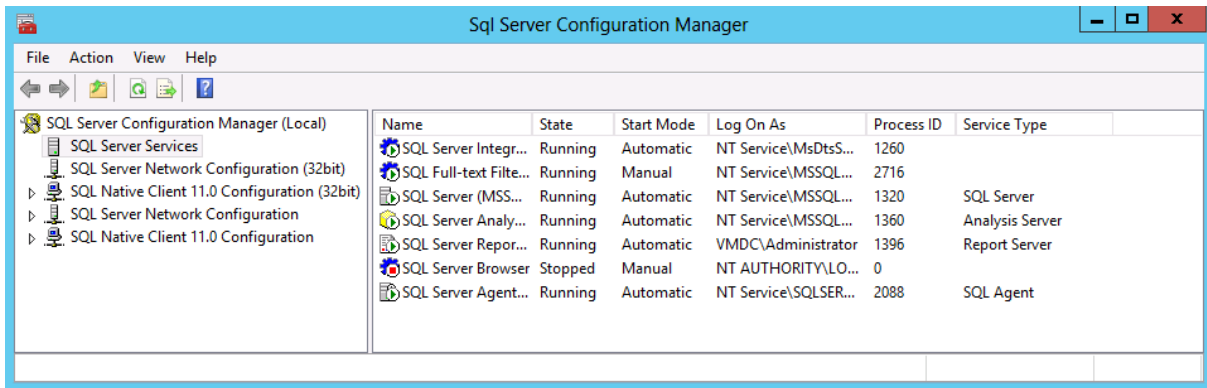 Sql Server Configuration Manager
File Action View Help
SQL Server Configuration Manager (Local)
SQL Server Services
SQL Server Network Configuration (32bit)
SQL Native Client 11.0 Configuration (32bit)
SQL Server Network Configuration
SQL Native Client 11.0 Configuration
Name State Start Mode Log On As Process ID Service Type
SQL Server Integr... Running Automatic NT Service\MsDtsS... 1260
SQL Full-text Filte... Running Manual NT Service\MSSQL... 2716
SQL Server (MSS... Running Automatic NT Service\MSSQL... 1320 SQL Server
SQL Server Analy... Running Automatic NT Service\MSSQL... 1360 Analysis Server
SQL Server Repor... Running Automatic VMDC\Administrator 1396 Report Server
SQL Server Browser Stopped Manual NT AUTHORITY\LO... 0
SQL Server Agent... Running Automatic NT Service\SQLSER... 2088 SQL Agent